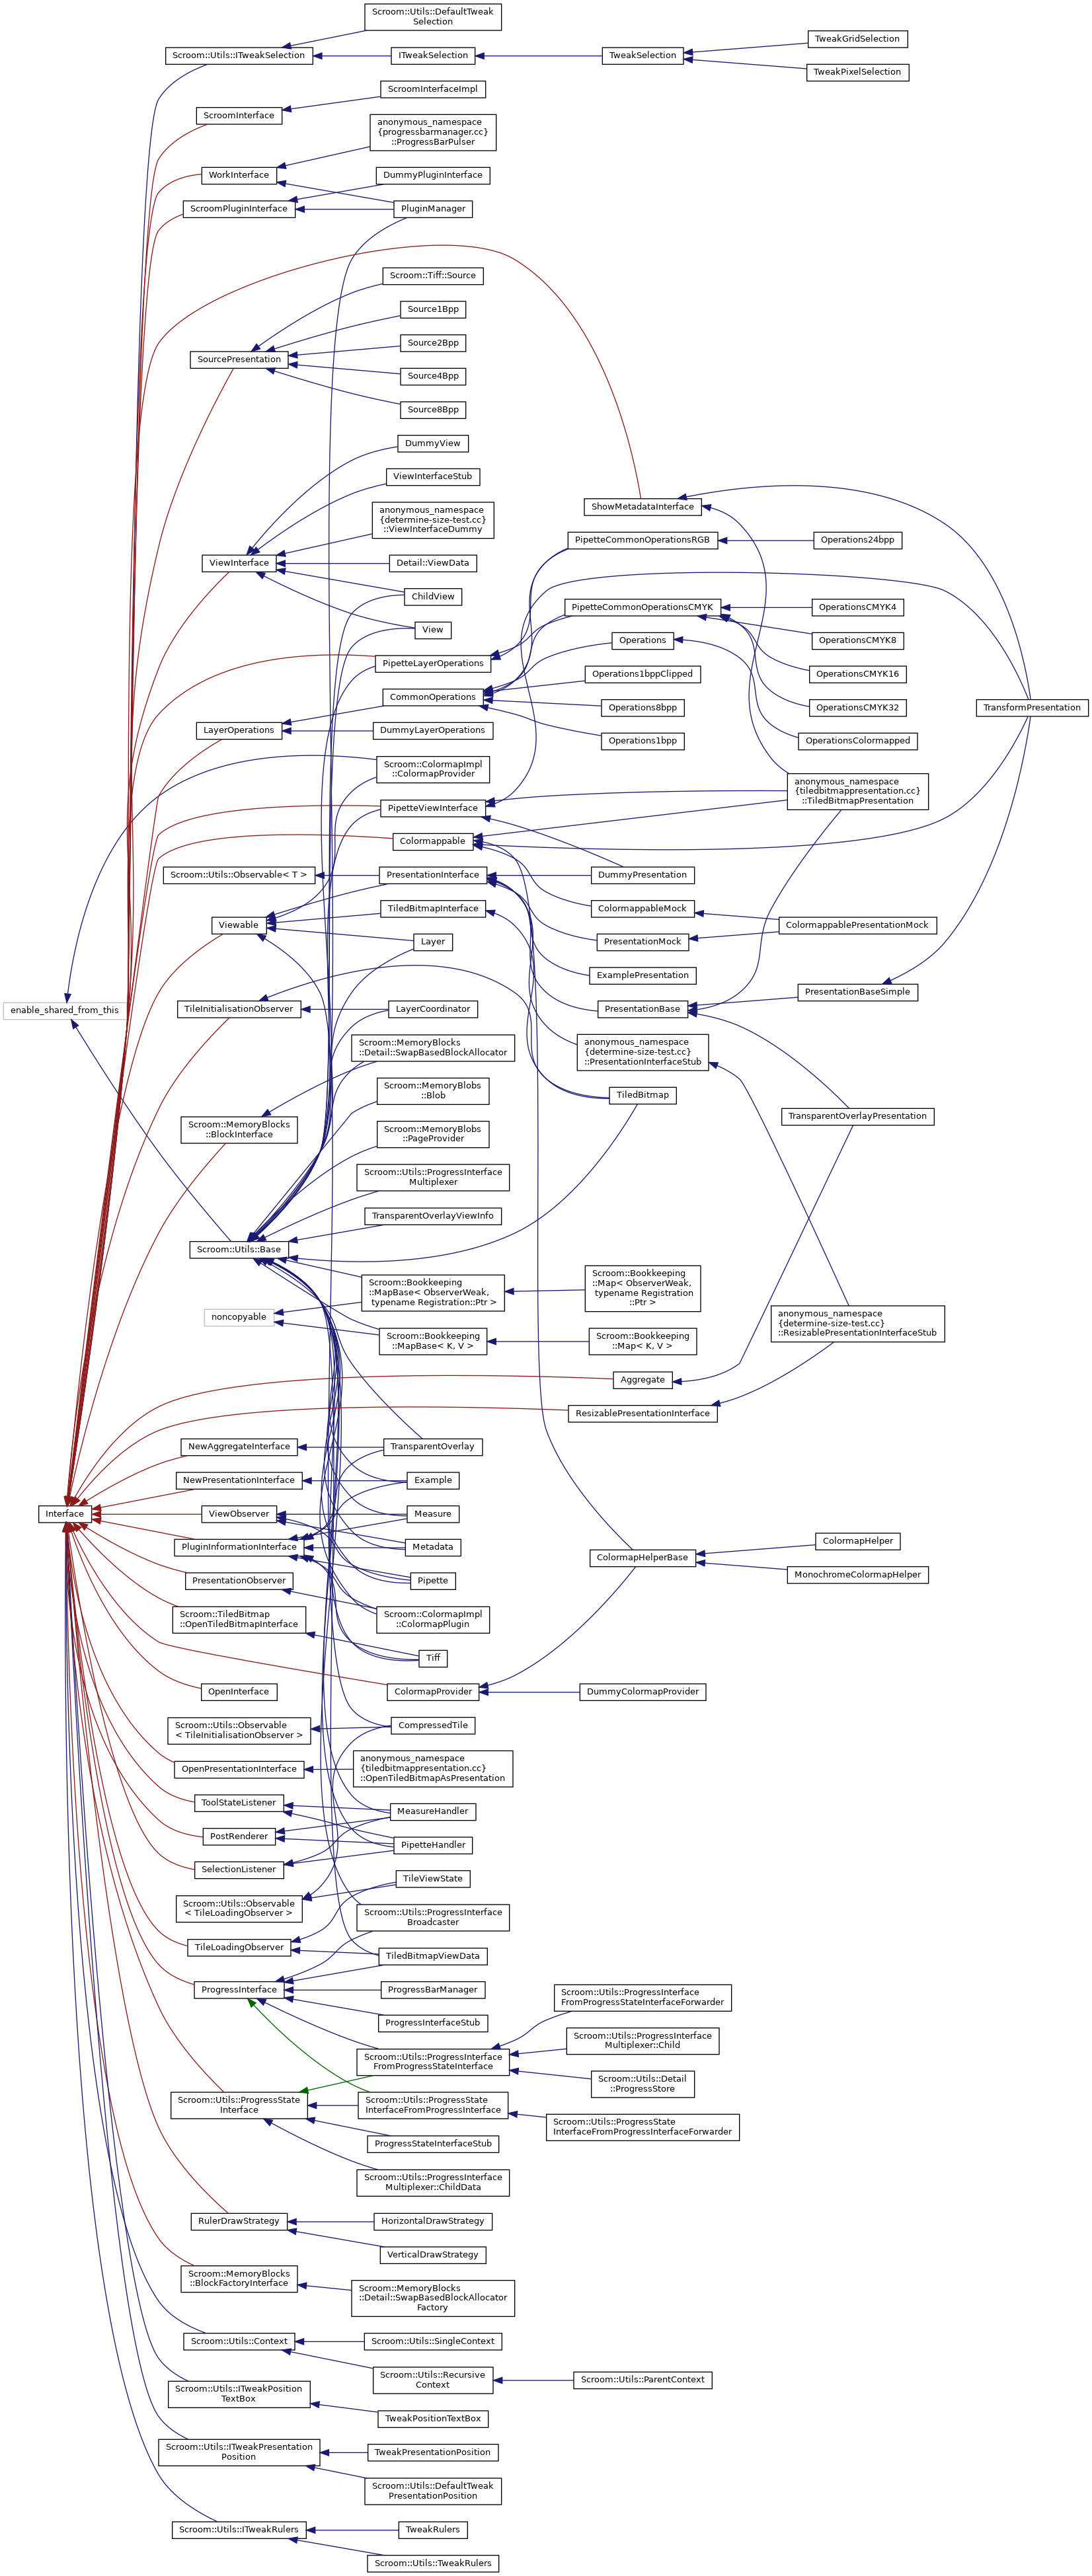 Scroom::Utils::DefaultTweak
Selection
TweakGridSelection
Scroom::Utils::ITweakSelection
ITweakSelection
TweakSelection
TweakPixelSelection
ScroomInterfaceImpl
ScroomInterface
anonymous_namespace
{progressbarmanager.cc}
::ProgressBarPulser
WorkInterface
DummyPluginInterface
ScroomPluginInterface
PluginManager
Scroom::Tiff::Source
Source1Bpp
Source2Bpp
SourcePresentation
Source4Bpp
Source8Bpp
DummyView
ViewInterfaceStub
ShowMetadataInterface
anonymous_namespace
{determine-size-test.cc}
::ViewInterfaceDummy
PipetteCommonOperationsRGB
Operations24bpp
ViewInterface
Detail::ViewData
ChildView
PipetteCommonOperationsCMYK
OperationsCMYK4
View
Operations
OperationsCMYK8
PipetteLayerOperations
Operations1bppClipped
OperationsCMYK16
CommonOperations
Operations8bpp
OperationsCMYK32
TransformPresentation
LayerOperations
DummyLayerOperations
Operations1bpp
OperationsColormapped
Scroom::ColormapImpl
::ColormapProvider
anonymous_namespace
{tiledbitmappresentation.cc}
::TiledBitmapPresentation
PipetteViewInterface
Colormappable
Scroom::Utils::Observable< T >
PresentationInterface
DummyPresentation
TiledBitmapInterface
ColormappableMock
Viewable
ColormappablePresentationMock
Layer
PresentationMock
ExamplePresentation
PresentationBaseSimple
enable_shared_from_this
TileInitialisationObserver
LayerCoordinator
PresentationBase
Scroom::MemoryBlocks
::Detail::SwapBasedBlockAllocator
anonymous_namespace
{determine-size-test.cc}
::PresentationInterfaceStub
Scroom::MemoryBlobs
::Blob
TiledBitmap
TransparentOverlayPresentation
Scroom::MemoryBlocks
::BlockInterface
Scroom::MemoryBlobs
::PageProvider
Scroom::Utils::ProgressInterface
Multiplexer
TransparentOverlayViewInfo
Scroom::Utils::Base
Scroom::Bookkeeping
::MapBase< ObserverWeak,
typename Registration::Ptr >
Scroom::Bookkeeping
::Map< ObserverWeak,
typename Registration
::Ptr >
noncopyable
anonymous_namespace
{determine-size-test.cc}
::ResizablePresentationInterfaceStub
Scroom::Bookkeeping
::MapBase< K, V >
Scroom::Bookkeeping
::Map< K, V >
Aggregate
ResizablePresentationInterface
NewAggregateInterface
TransparentOverlay
NewPresentationInterface
Example
Interface
ViewObserver
Measure
PluginInformationInterface
Metadata
ColormapHelper
ColormapHelperBase
MonochromeColormapHelper
PresentationObserver
Pipette
Scroom::TiledBitmap
::OpenTiledBitmapInterface
Scroom::ColormapImpl
::ColormapPlugin
Tiff
OpenInterface
ColormapProvider
DummyColormapProvider
Scroom::Utils::Observable
< TileInitialisationObserver >
CompressedTile
OpenPresentationInterface
anonymous_namespace
{tiledbitmappresentation.cc}
::OpenTiledBitmapAsPresentation
ToolStateListener
MeasureHandler
PostRenderer
PipetteHandler
SelectionListener
TileViewState
Scroom::Utils::Observable
< TileLoadingObserver >
Scroom::Utils::ProgressInterface
Broadcaster
TileLoadingObserver
TiledBitmapViewData
ProgressInterface
ProgressBarManager
Scroom::Utils::ProgressInterface
FromProgressStateInterfaceForwarder
ProgressInterfaceStub
Scroom::Utils::ProgressInterface
Multiplexer::Child
Scroom::Utils::ProgressInterface
FromProgressStateInterface
Scroom::Utils::Detail
::ProgressStore
Scroom::Utils::ProgressState
Interface
Scroom::Utils::ProgressState
InterfaceFromProgressInterface
Scroom::Utils::ProgressState
InterfaceFromProgressInterfaceForwarder
ProgressStateInterfaceStub
Scroom::Utils::ProgressInterface
Multiplexer::ChildData
RulerDrawStrategy
HorizontalDrawStrategy
VerticalDrawStrategy
Scroom::MemoryBlocks
::BlockFactoryInterface
Scroom::MemoryBlocks
::Detail::SwapBasedBlockAllocator
Factory
Scroom::Utils::Context
Scroom::Utils::SingleContext
Scroom::Utils::Recursive
Context
Scroom::Utils::ParentContext
Scroom::Utils::ITweakPosition
TextBox
TweakPositionTextBox
Scroom::Utils::ITweakPresentation
Position
TweakPresentationPosition
Scroom::Utils::DefaultTweak
PresentationPosition
Scroom::Utils::ITweakRulers
TweakRulers
Scroom::Utils::TweakRulers